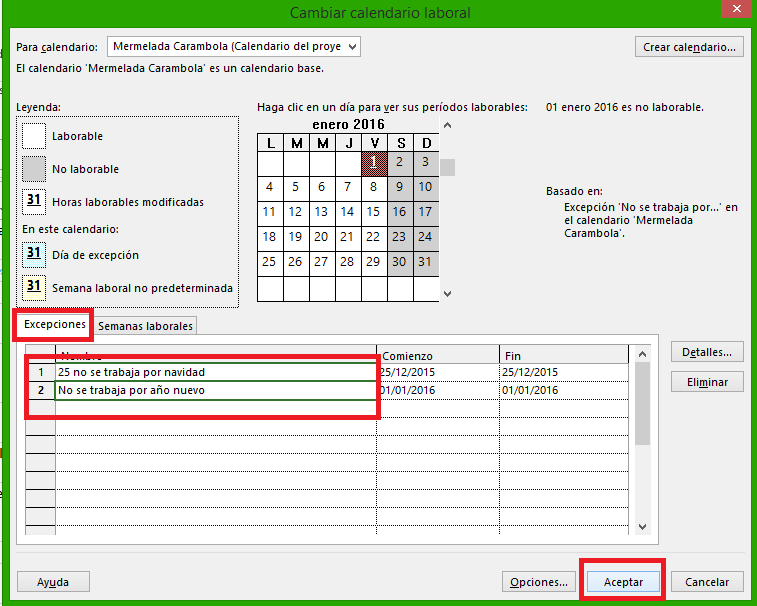 Cambiar calendario laboral
Para calendario: Mermelada Carambola (Calendario del proye
Crear calendario...
El calendario 'Mermelada Carambola' es un calendario base.
Leyenda:
Laborable
No laborable
31 Horas laborables modificadas
En este calendario:
31 Día de excepción
31 Semana laboral no predeterminada
Haga clic en un día para ver sus períodos laborables:
enero 2016
L M M J V S D
1 2 3
4 5 6 7 8 9 10
11 12 13 14 15 16 17
18 19 20 21 22 23 24
25 26 27 28 29 30 31
01 enero 2016 es no laborable.
Basado en:
Excepción 'No se trabaja por...' en
el calendario 'Mermelada
Carambola'.
Excepciones Semanas laborales
Nombre Comienzo Fin
1 25 no se trabaja por navidad 25/12/2015 25/12/2015
2 No se trabaja por año nuevo 01/01/2016 01/01/2016
Detalles...
Eliminar
Ayuda Opciones... Aceptar Cancelar